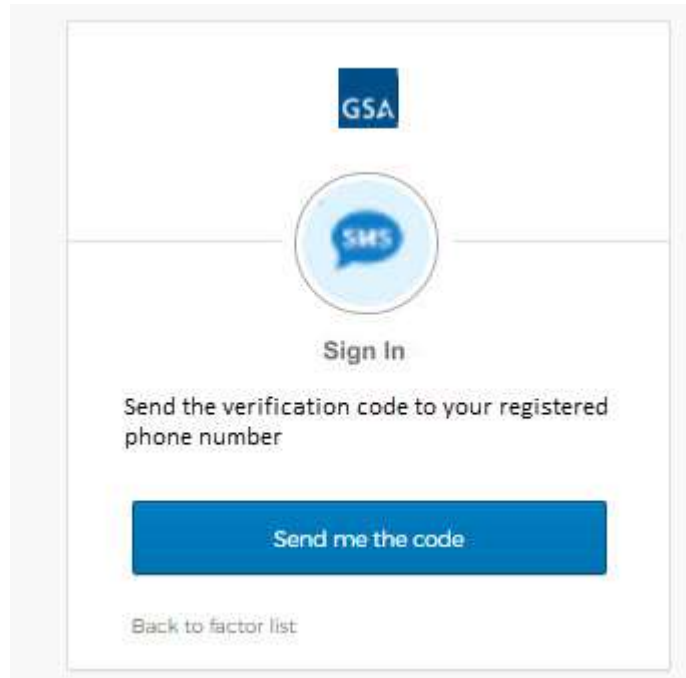 GSA
SMS
Sign In
Send the verification code to your registered
phone number
Send me the code
Back to factor list